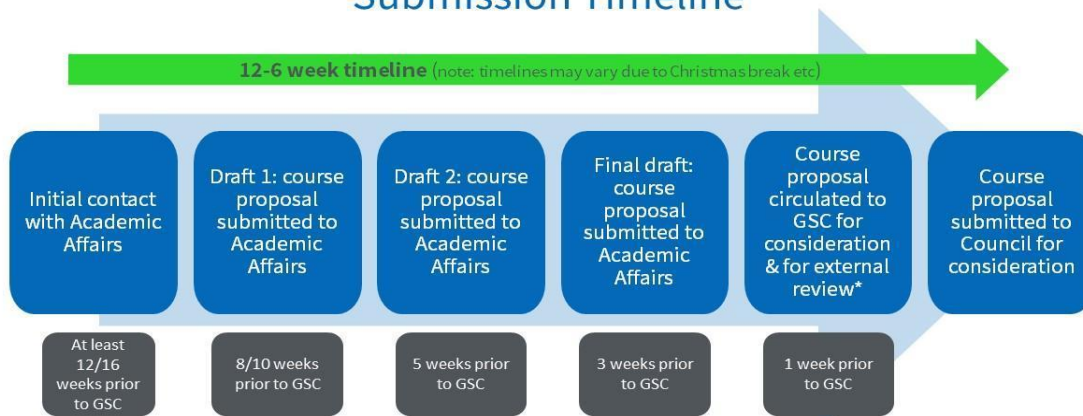 Submission Timeline
12-6 week timeline (note: timelines may vary due to Christmas break etc)
Initial contact
with Academic
Affairs
Draft 1: course
proposal
submitted to
Academic
Affairs
Draft 2: course
proposal
submitted to
Academic
Affairs
Final draft:
course
proposal
submitted to
Academic
Affairs
Course
proposal
circulated to
GSC for
consideration
& for external
review*
Course
proposal
submitted to
Council for
consideration
At least
12/16
weeks prior
to GSC
8/10 weeks
prior to GSC
5 weeks prior
to GSC
3 weeks prior
to GSC
1 week prior
to GSC